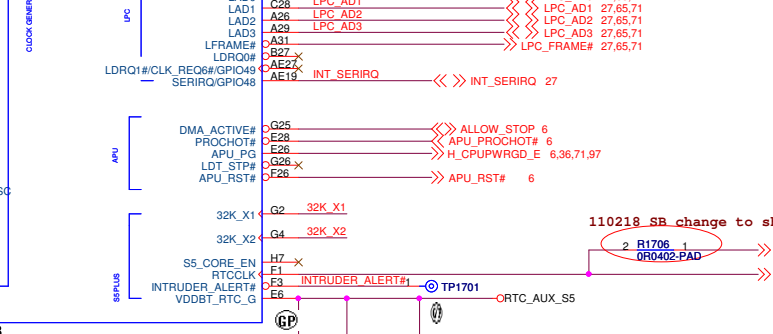 LPC
CLOCK GENER
LAD1 C28 LPC_AD1 LPC_AD1 27,65,71
LAD2 A26 LPC_AD2 LPC_AD2 27,65,71
LAD3 A29 LPC_AD3 LPC_AD3 27,65,71
LFRAME# A31 LPC_FRAME# 27,65,71
LDRQ0# B27
LDRQ1#/CLK_REQ6#/GPIO49 AE27
SERIRQ/GPIO48 AE19 INT_SERIRQ INT_SERIRQ 27
APU
DMA_ACTIVE# G25 ALLOW_STOP 6
PROCHOT# E28 APU_PROCHOT# 6
APU_PG E26 H_CPUPWRGD_E 6,36,71,97
LDT_STP# G26
APU_RST# F26 APU_RST# 6
SC
S5 PLUS
32K_X1 G2 32K_X1
110218 SB change to
32K_X2 G4 32K_X2
2 R1706 1
0R0402-PAD
S5_CORE_EN H7
RTCCLK F1
INTRUDER_ALERT# F3 INTRUDER_ALERT# 1 TP1701
VDDBT_RTC_G E6 RTC_AUX_S5
GP